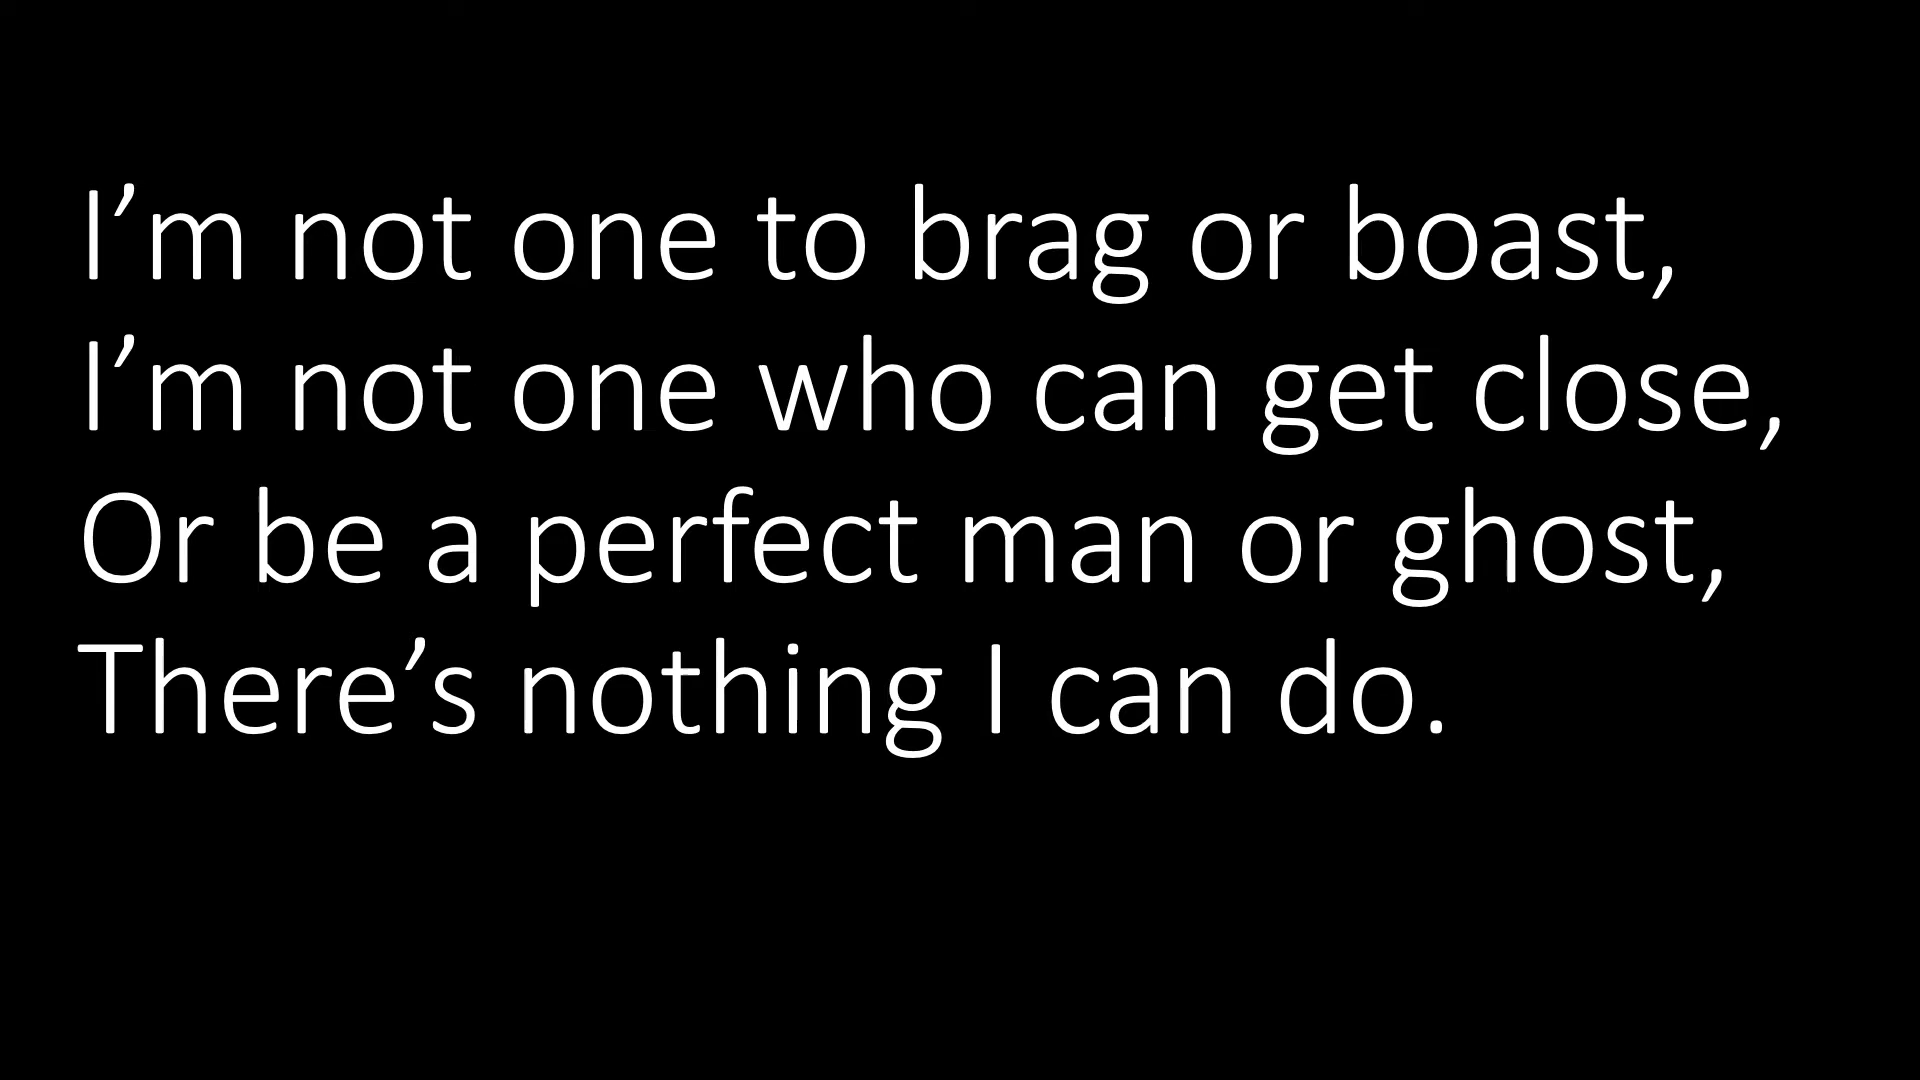 I’m not one to brag or boast,
I’m not one who can get close,
Or be a perfect man or ghost,
There’s nothing I can do.